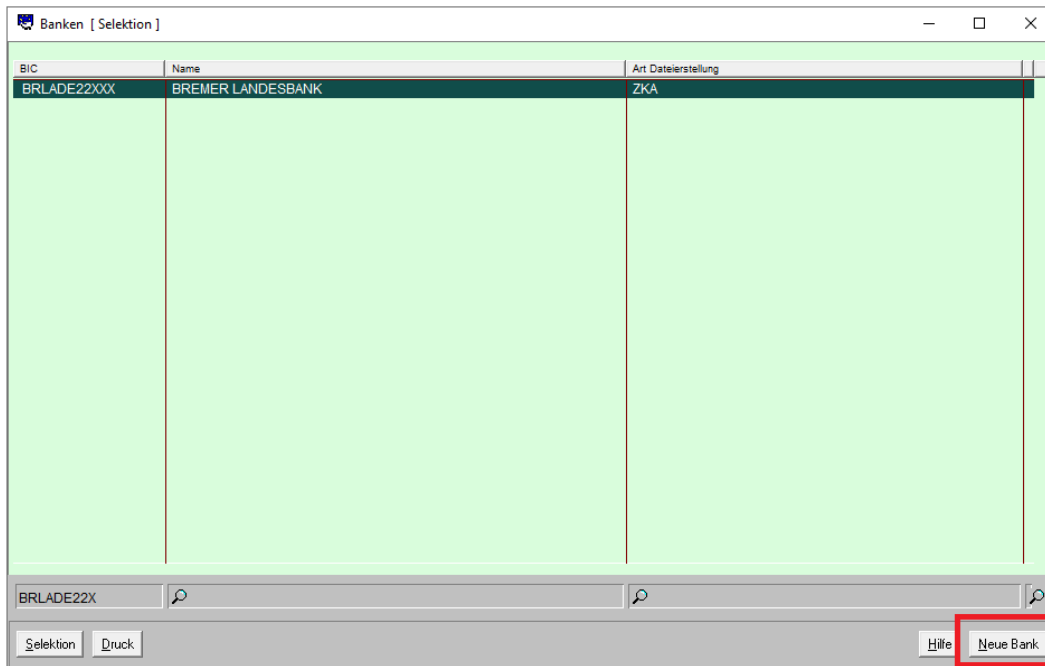 Banken [ Selektion ]
BIC Name Art Dateierstellung
BRLADE22XXX BREMER LANDESBANK ZKA
BRLADE22X
Selektion Druck Hilfe Neue Bank